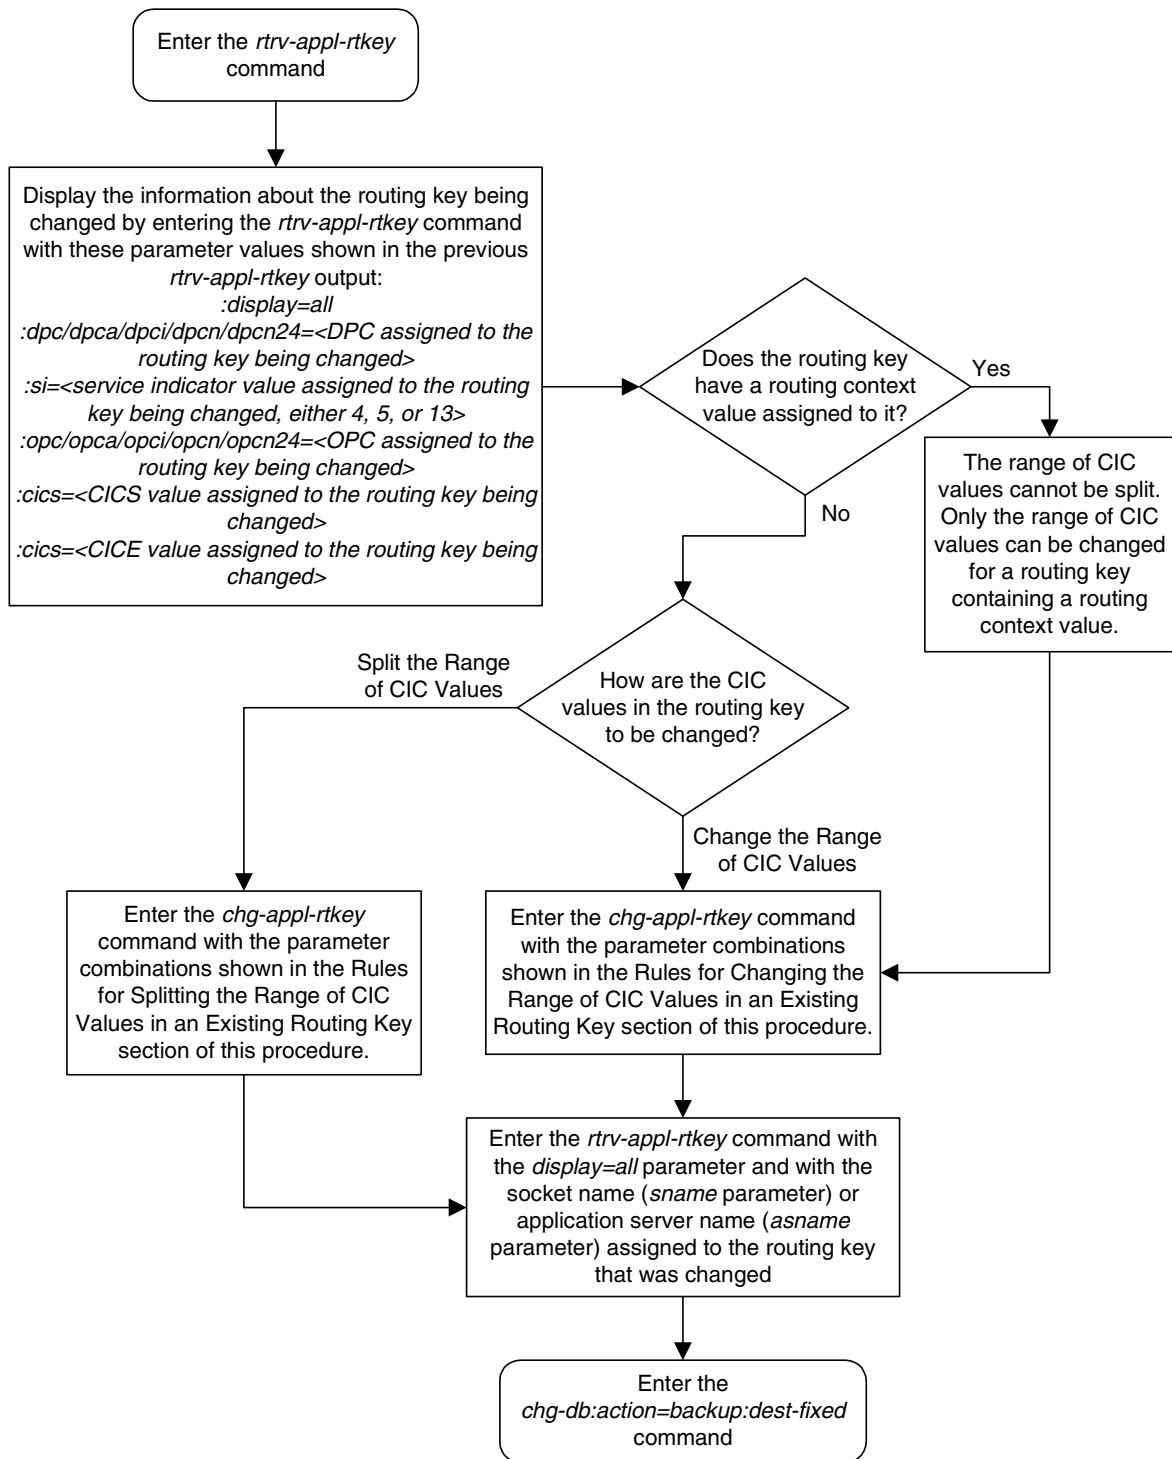 Enter the rtrv-appl-rtkey
command
Display the information about the routing key being
changed by entering the rtrv-appl-rtkey command
with these parameter values shown in the previous
rtrv-appl-rtkey output:
:display=all
:dpc/dpca/dpci/dpcn/dpcn24=<DPC assigned to the
routing key being changed>
:si=<service indicator value assigned to the routing
key being changed, either 4, 5, or 13>
:opc/opca/opci/opcn/opcn24=<OPC assigned to the
routing key being changed>
:cics=<CICS value assigned to the routing key being
changed>
:cics=<CICE value assigned to the routing key being
changed>
Does the routing key
have a routing context
value assigned to it?
Yes
No
The range of CIC
values cannot be split.
Only the range of CIC
values can be changed
for a routing key
containing a routing
context value.
How are the CIC
values in the routing key
to be changed?
Split the Range
of CIC Values
Change the Range
of CIC Values
Enter the chg-appl-rtkey
command with the parameter
combinations shown in the Rules
for Splitting the Range of CIC
Values in an Existing Routing Key
section of this procedure.
Enter the chg-appl-rtkey command
with the parameter combinations
shown in the Rules for Changing the
Range of CIC Values in an Existing
Routing Key section of this procedure.
Enter the rtrv-appl-rtkey command with
the display=all parameter and with the
socket name (sname parameter) or
application server name (asname
parameter) assigned to the routing key
that was changed
Enter the
chg-db:action=backup:dest-fixed
command